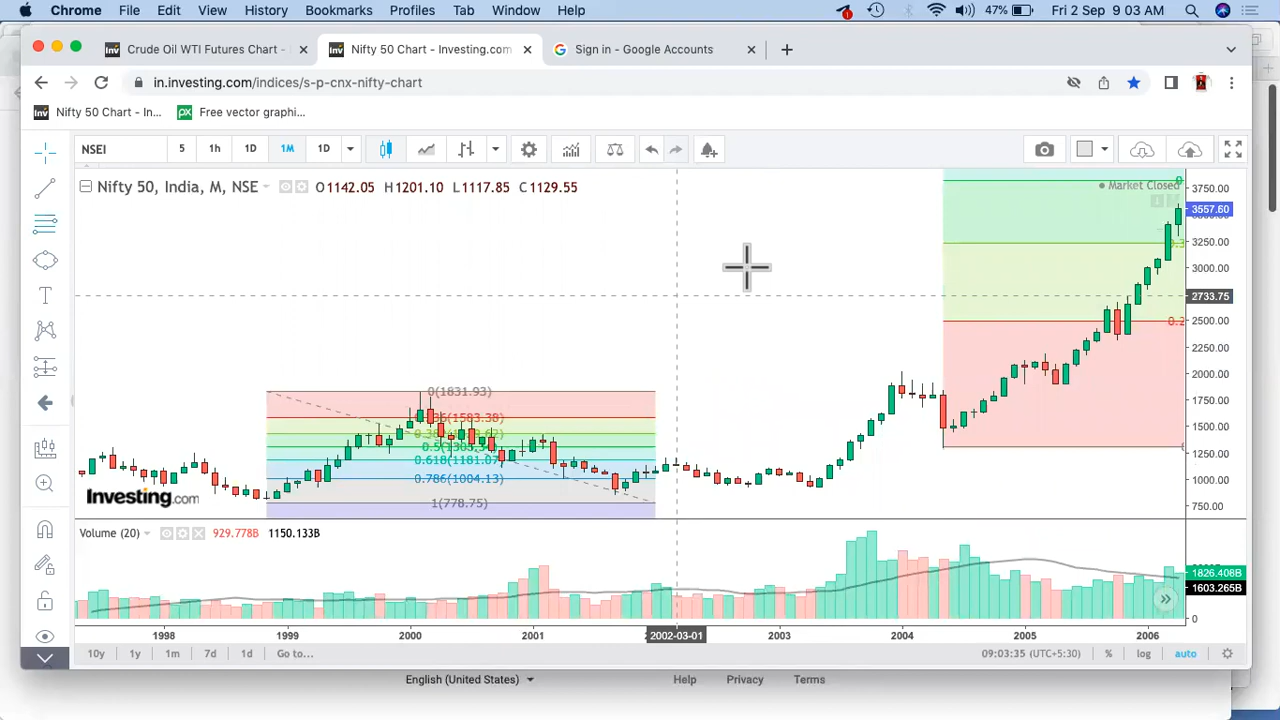 Chrome File Edit View History Bookmarks Profiles Tab Window Help 47% Fri 2 Sep 9:03 AM
Crude Oil WTI Futures Chart - Nifty 50 Chart - Investing.com Sign in - Google Accounts
in.investing.com/indices/s-p-cnx-nifty-chart
Nifty 50 Chart - In... Free vector graphi...
NSEI 5 1h 1D 1M 1D
Nifty 50, India, M, NSE O1142.05 H1201.10 L1117.85 C1129.55
Market Closed
3750.00
3557.60
3250.00
3000.00
2733.75
2500.00
2250.00
2000.00
1750.00
1500.00
1250.00
1000.00
750.00
0(1831.93)
0.5(1305.34)
0.618(1181.07)
0.786(1004.13)
1(778.75)
Investing.com
Volume (20) 929.778B 1150.133B
1826.408B
1603.265B
0
1998 1999 2000 2001 2002-03-01 2003 2004 2005 2006
10y 1y 1m 7d 1d Go to... 09:03:35 (UTC+5:30) % log auto
English (United States) Help Privacy Terms